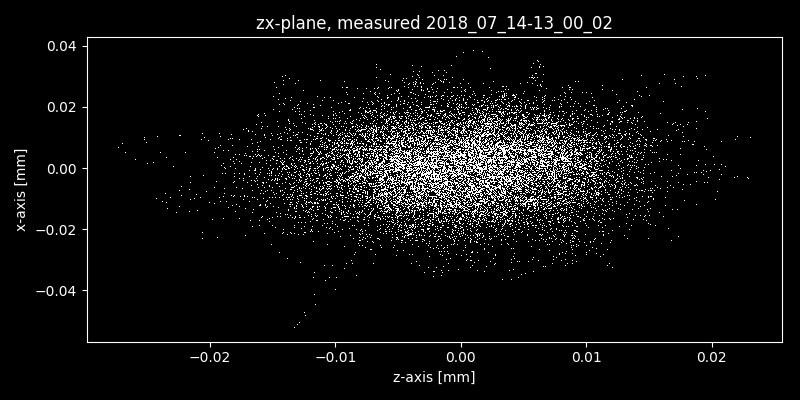 zx-plane, measured 2018_07_14-13_00_02
0.04
0.02
0.00
−0.02
−0.04
x-axis [mm]
−0.02 −0.01 0.00 0.01 0.02
z-axis [mm]